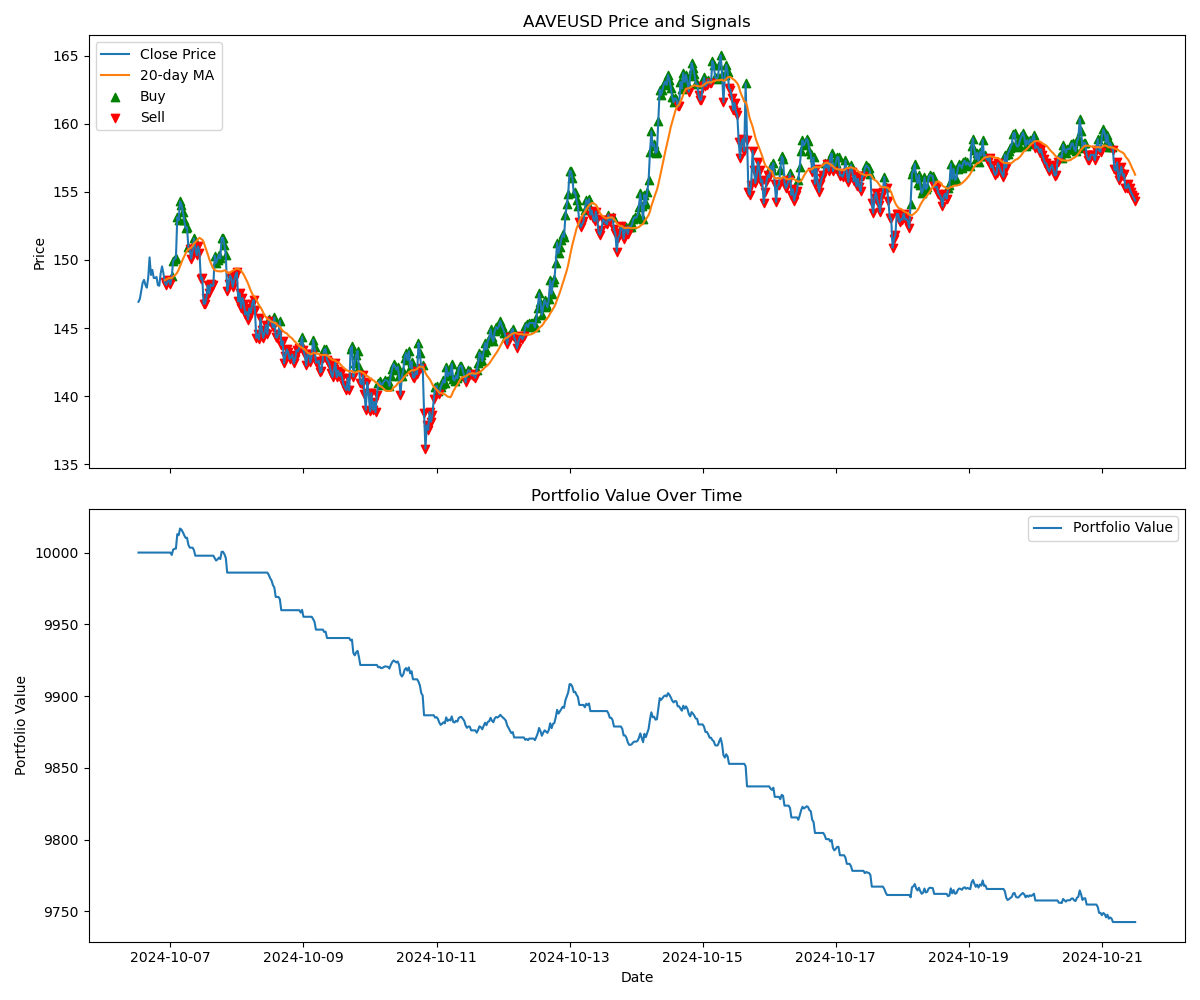 AAVEUSD Price and Signals
Close Price
20-day MA
Buy
Sell
Price
165
160
155
150
145
140
135
Portfolio Value Over Time
Portfolio Value
Portfolio Value
10000
9950
9900
9850
9800
9750
2024-10-07 2024-10-09 2024-10-11 2024-10-13 2024-10-15 2024-10-17 2024-10-19 2024-10-21
Date